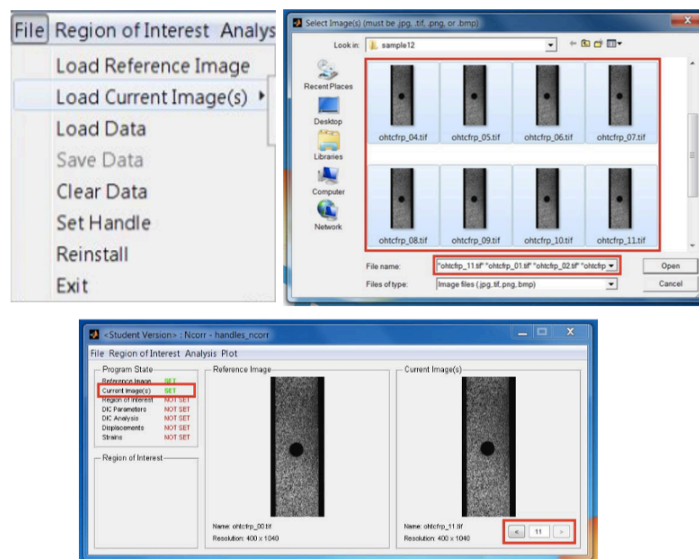 File Region of Interest Analys
Load Reference Image
Load Current Image(s)
Load Data
Save Data
Clear Data
Set Handle
Reinstall
Exit
Select Image(s) (must be .jpg, .tif, .png, or .bmp)
Look in: sample12
Recent Places
Desktop
Libraries
Computer
Network
ohtcfrp_04.tif ohtcfrp_05.tif ohtcfrp_06.tif ohtcfrp_07.tif
ohtcfrp_08.tif ohtcfrp_09.tif ohtcfrp_10.tif ohtcfrp_11.tif
File name: "ohtcfrp_11.tif" "ohtcfrp_01.tif" "ohtcfrp_02.tif" "ohtcfrp Open
Files of type: Image files (.jpg,.tif,.png,.bmp) Cancel
<Student Version> : Ncorr - handles_ncorr
File Region of Interest Analysis Plot
Program State
Reference Image SET
Current Image(s) SET
Region of Interest NOT SET
DIC Parameters NOT SET
DIC Analysis NOT SET
Displacements NOT SET
Strains NOT SET
Region of Interest
Reference Image
Name: ohtcfrp_00.tif
Resolution: 400 x 1040
Current Image(s)
Name: ohtcfrp_11.tif
Resolution: 400 x 1040
< 11 >